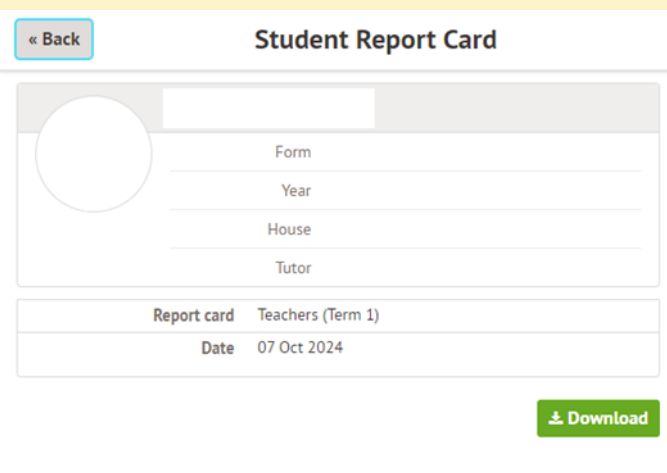 « Back
Student Report Card
Form
Year
House
Tutor
Report card Teachers (Term 1)
Date 07 Oct 2024
Download